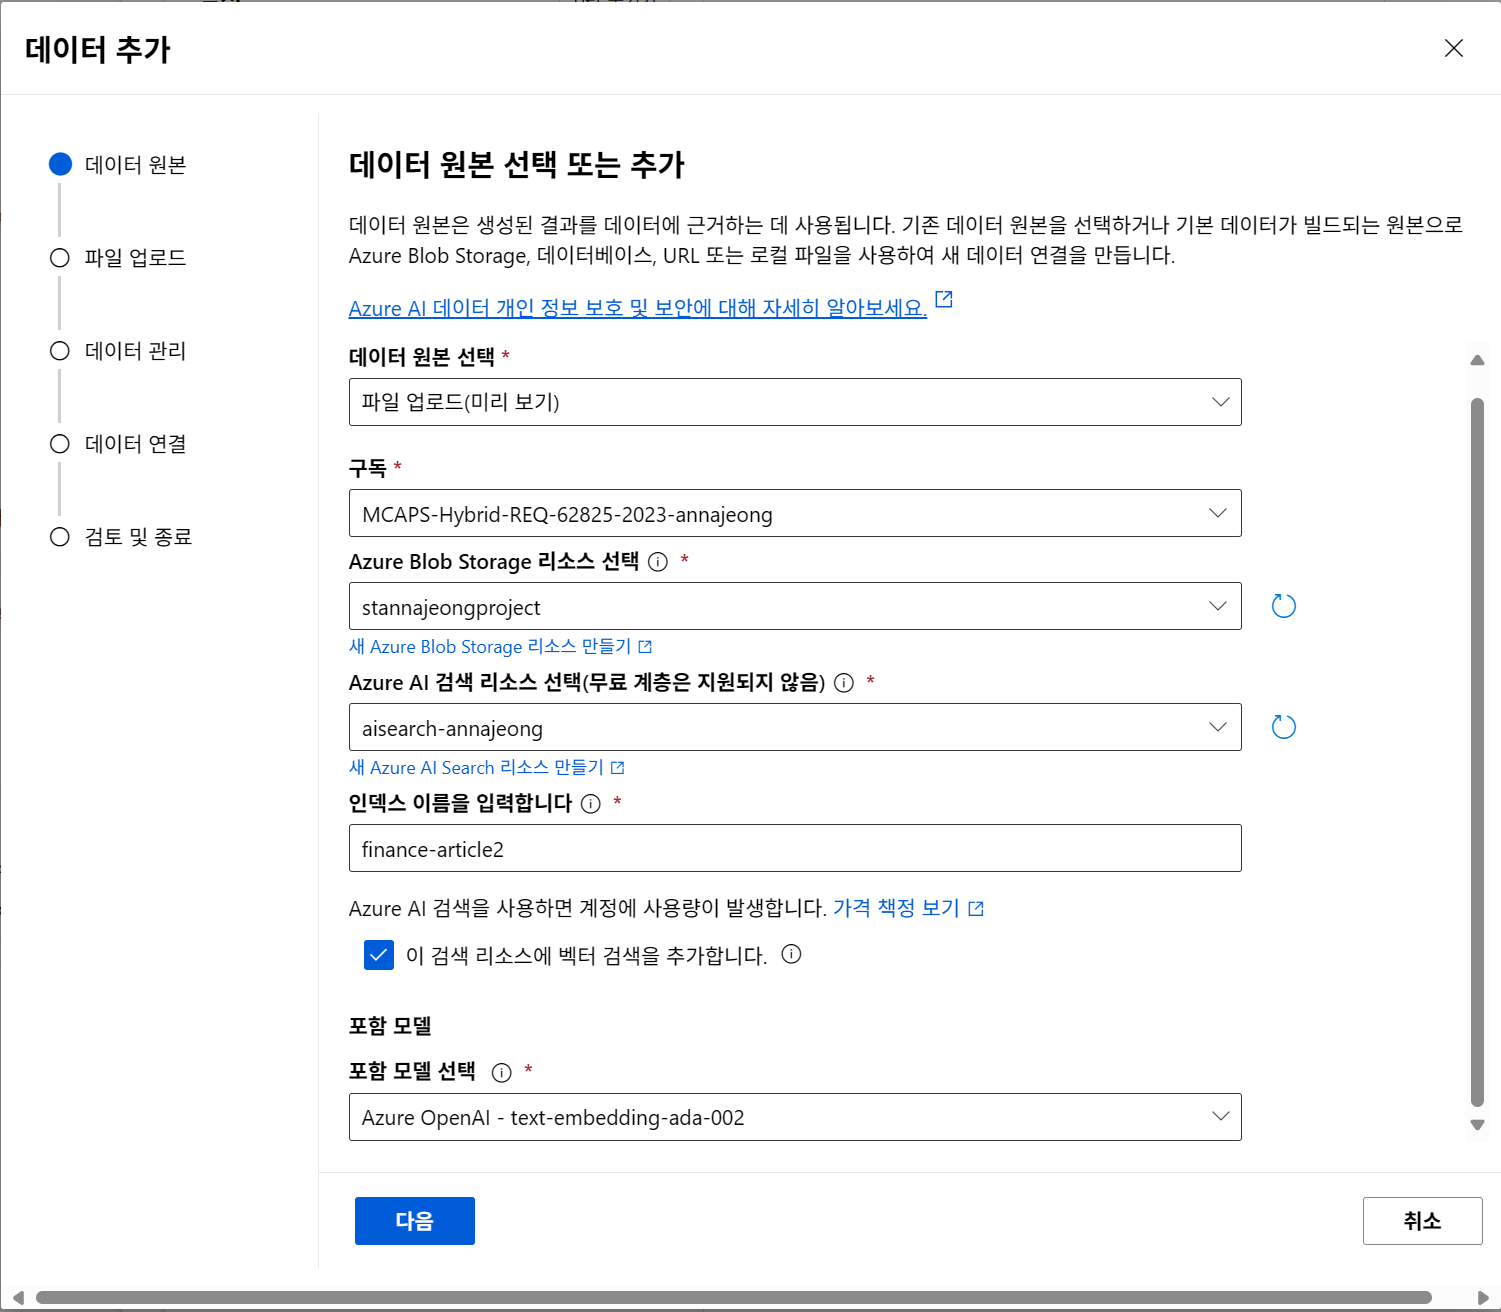 데이터 추가
데이터 원본
파일 업로드
데이터 관리
데이터 연결
검토 및 종료
데이터 원본 선택 또는 추가
데이터 원본은 생성된 결과를 데이터에 근거하는 데 사용됩니다. 기존 데이터 원본을 선택하거나 기본 데이터가 빌드되는 원본으로
Azure Blob Storage, 데이터베이스, URL 또는 로컬 파일을 사용하여 새 데이터 연결을 만듭니다.
Azure AI 데이터 개인 정보 보호 및 보안에 대해 자세히 알아보세요.
데이터 원본 선택 *
파일 업로드(미리 보기)
구독 *
MCAPS-Hybrid-REQ-62825-2023-annajeong
Azure Blob Storage 리소스 선택 *
stannajeongproject
새 Azure Blob Storage 리소스 만들기
Azure AI 검색 리소스 선택(무료 계층은 지원되지 않음) *
aisearch-annajeong
새 Azure AI Search 리소스 만들기
인덱스 이름을 입력합니다 *
finance-article2
Azure AI 검색을 사용하면 계정에 사용량이 발생합니다. 가격 책정 보기
이 검색 리소스에 벡터 검색을 추가합니다.
포함 모델
포함 모델 선택 *
Azure OpenAI - text-embedding-ada-002
다음
취소